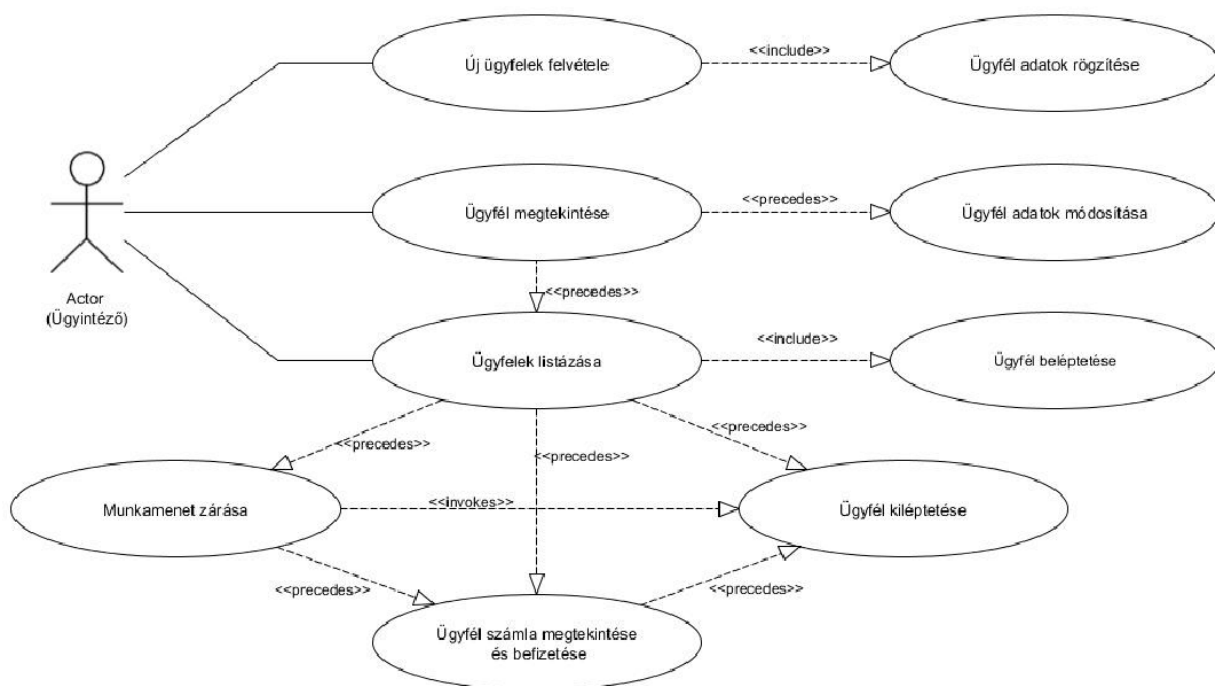 Új ügyfelek felvétele
<<include>>
Ügyfél adatok rögzítése
Ügyfél megtekintése
<<precedes>>
Ügyfél adatok módosítása
Actor
(Ügyintéző)
<<precedes>>
Ügyfelek listázása
<<include>>
Ügyfél beléptetése
<<precedes>>
<<precedes>>
<<precedes>>
Munkamenet zárása
<<invokes>>
Ügyfél kiléptetése
<<precedes>>
<<precedes>>
Ügyfél számla megtekintése
és befizetése